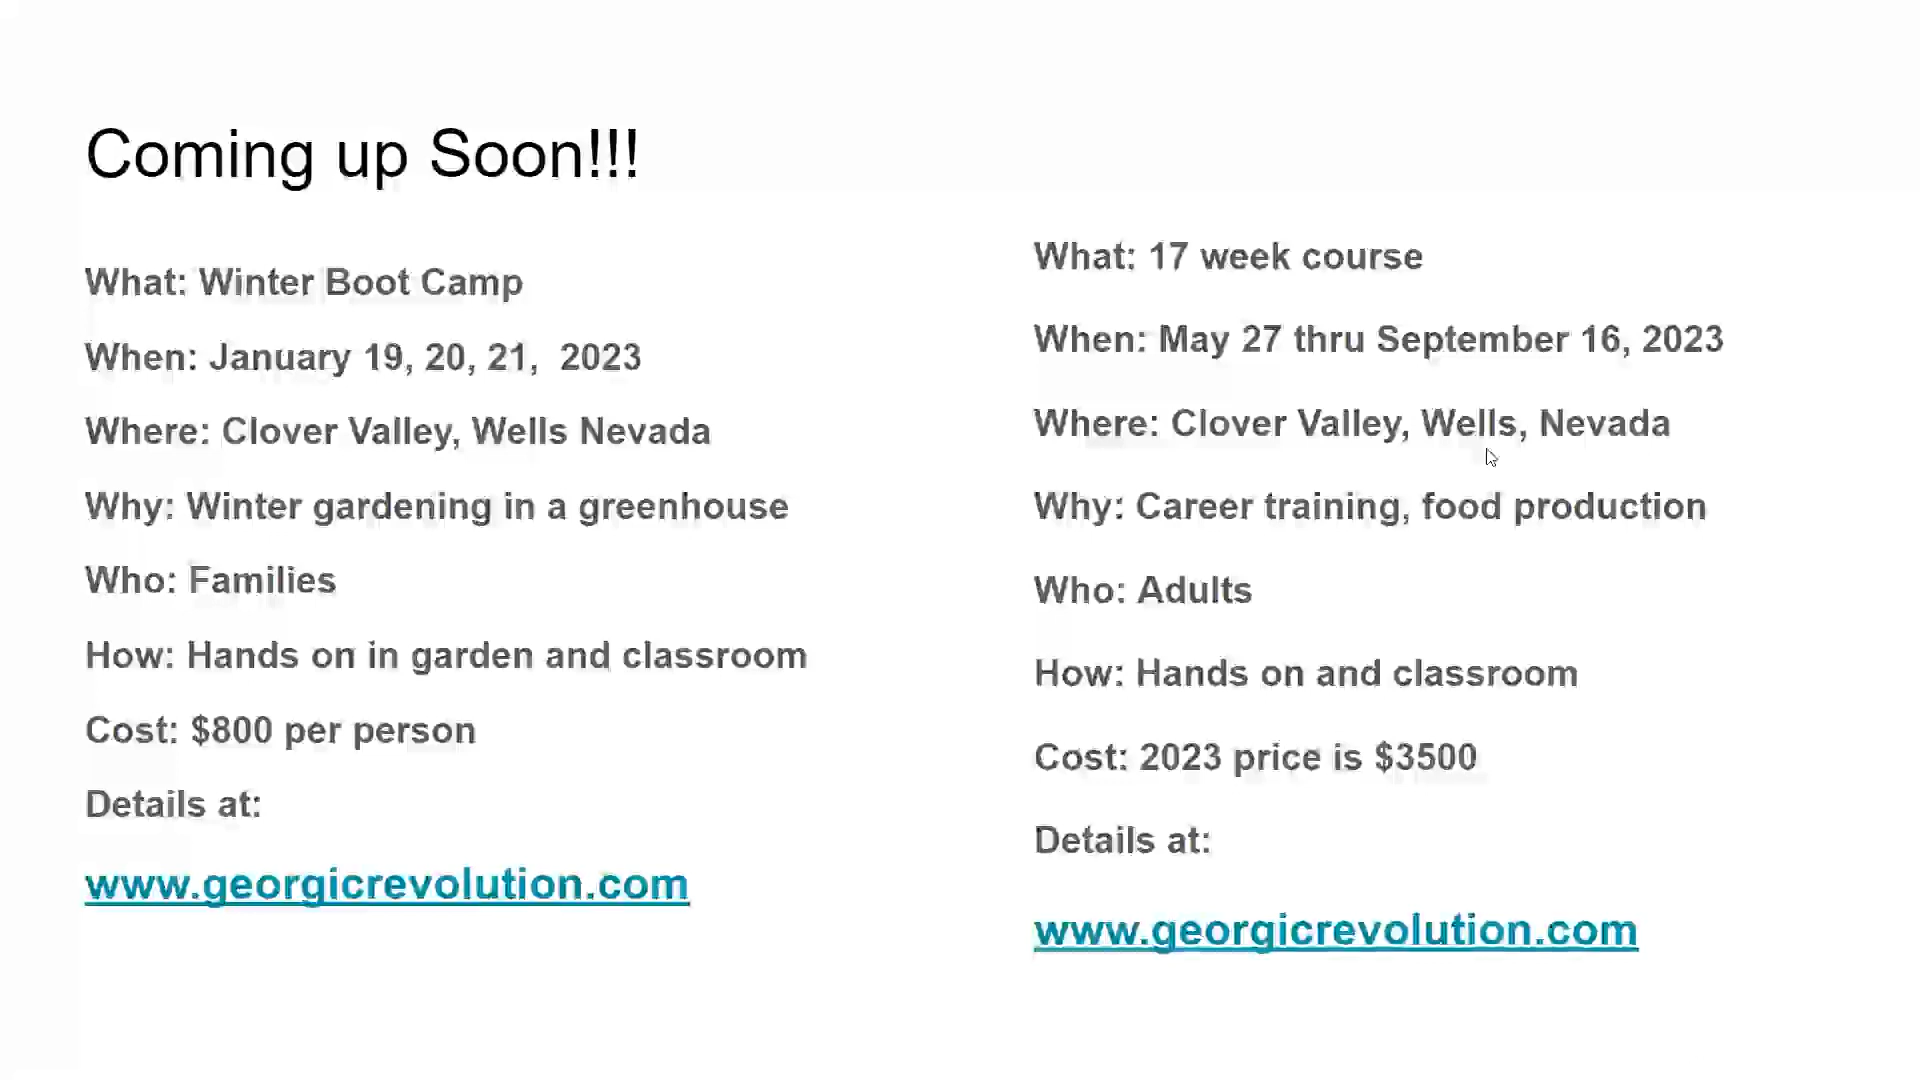 Coming up Soon!!!
What: Winter Boot Camp
When: January 19, 20, 21,  2023
Where: Clover Valley, Wells Nevada
Why: Winter gardening in a greenhouse
Who: Families
How: Hands on in garden and classroom
Cost: $800 per person
Details at:
www.georgicrevolution.com
What: 17 week course
When: May 27 thru September 16, 2023
Where: Clover Valley, Wells, Nevada
Why: Career training, food production
Who: Adults
How: Hands on and classroom
Cost: 2023 price is $3500
Details at:
www.georgicrevolution.com